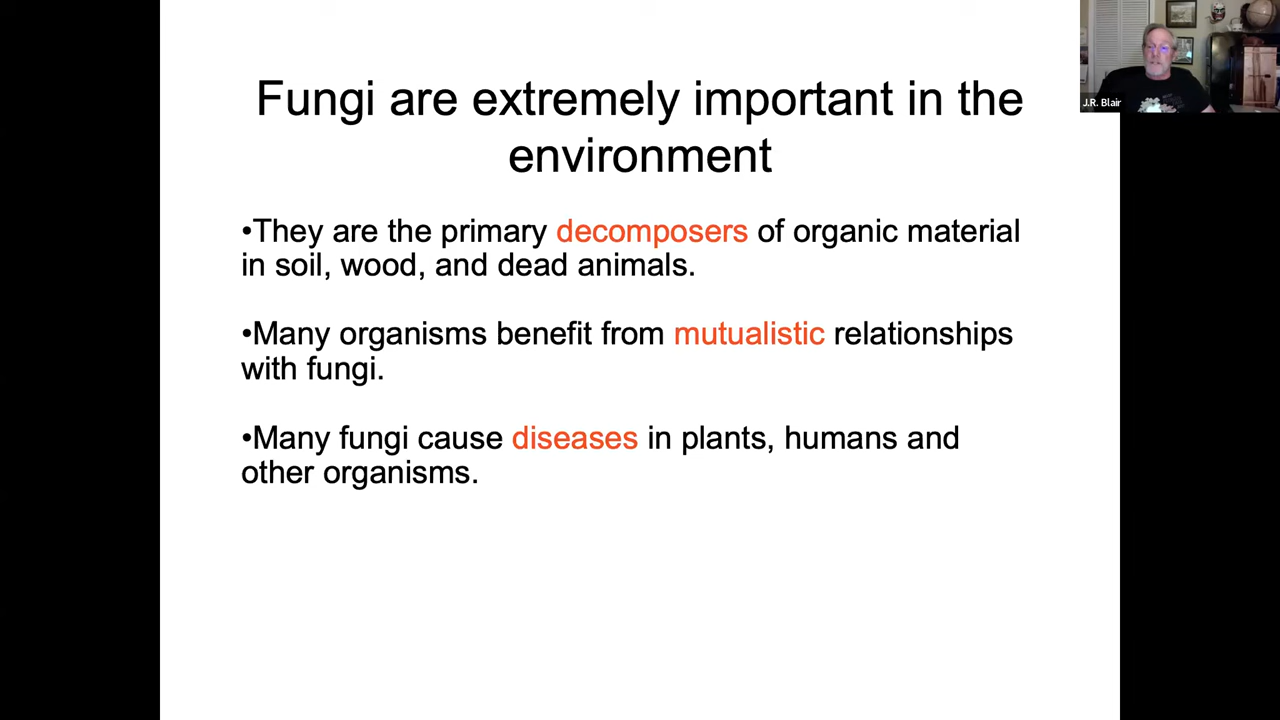 Fungi are extremely important in the
environment
•They are the primary decomposers of organic material
in soil, wood, and dead animals.
•Many organisms benefit from mutualistic relationships
with fungi.
•Many fungi cause diseases in plants, humans and
other organisms.
J.R. Blair